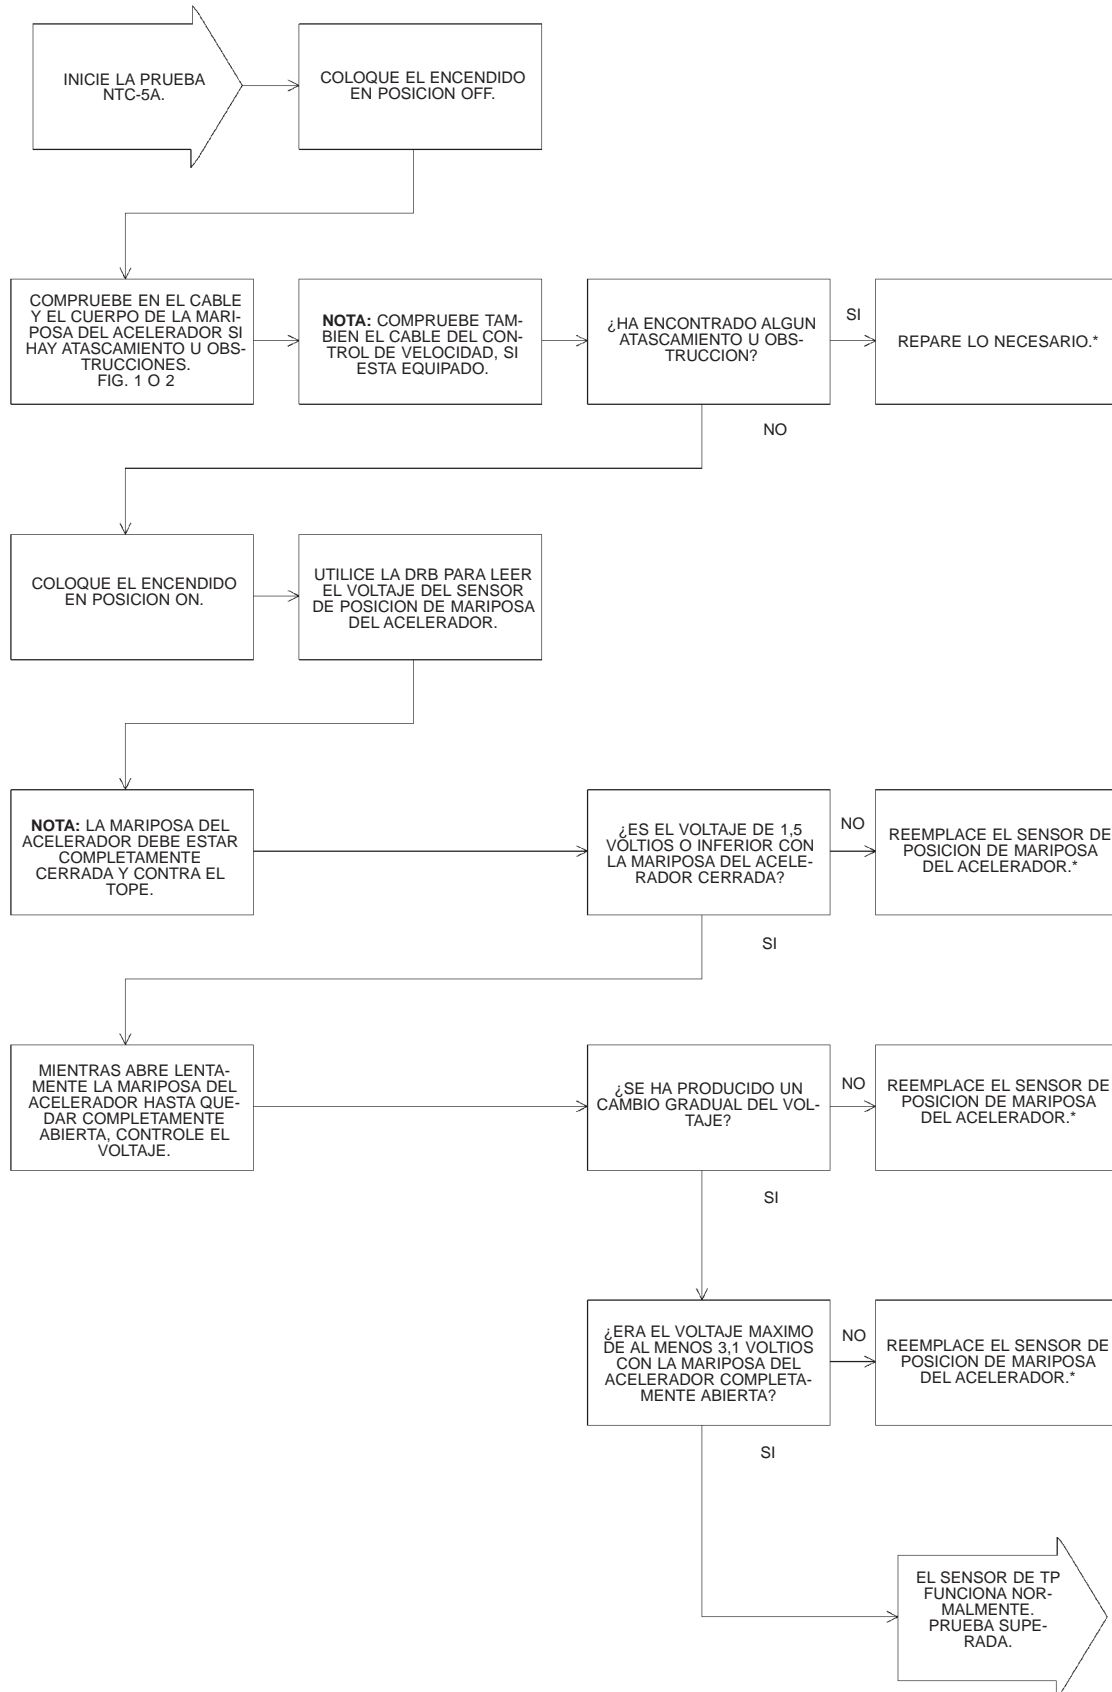 INICIE LA PRUEBA
NTC-5A.
COLOQUE EL ENCENDIDO
EN POSICION OFF.
COMPRUEBE EN EL CABLE
Y EL CUERPO DE LA MARI-
POSA DEL ACELERADOR SI
HAY ATASCAMIENTO U OBS-
TRUCCIONES.
FIG. 1 O 2
NOTA: COMPRUEBE TAM-
BIEN EL CABLE DEL CON-
TROL DE VELOCIDAD, SI
ESTA EQUIPADO.
¿HA ENCONTRADO ALGUN
ATASCAMIENTO U OBS-
TRUCCION?
SI
REPARE LO NECESARIO.*
NO
COLOQUE EL ENCENDIDO
EN POSICION ON.
UTILICE LA DRB PARA LEER
EL VOLTAJE DEL SENSOR
DE POSICION DE MARIPOSA
DEL ACELERADOR.
NOTA: LA MARIPOSA DEL
ACELERADOR DEBE ESTAR
COMPLETAMENTE
CERRADA Y CONTRA EL
TOPE.
¿ES EL VOLTAJE DE 1,5
VOLTIOS O INFERIOR CON
LA MARIPOSA DEL ACELE-
RADOR CERRADA?
NO
REEMPLACE EL SENSOR DE
POSICION DE MARIPOSA
DEL ACELERADOR.*
SI
MIENTRAS ABRE LENTA-
MENTE LA MARIPOSA DEL
ACELERADOR HASTA QUE-
DAR COMPLETAMENTE
ABIERTA, CONTROLE EL
VOLTAJE.
¿SE HA PRODUCIDO UN
CAMBIO GRADUAL DEL VOL-
TAJE?
NO
REEMPLACE EL SENSOR DE
POSICION DE MARIPOSA
DEL ACELERADOR.*
SI
¿ERA EL VOLTAJE MAXIMO
DE AL MENOS 3,1 VOLTIOS
CON LA MARIPOSA DEL
ACELERADOR COMPLETA-
MENTE ABIERTA?
NO
REEMPLACE EL SENSOR DE
POSICION DE MARIPOSA
DEL ACELERADOR.*
SI
EL SENSOR DE TP
FUNCIONA NOR-
MALMENTE.
PRUEBA SUPE-
RADA.